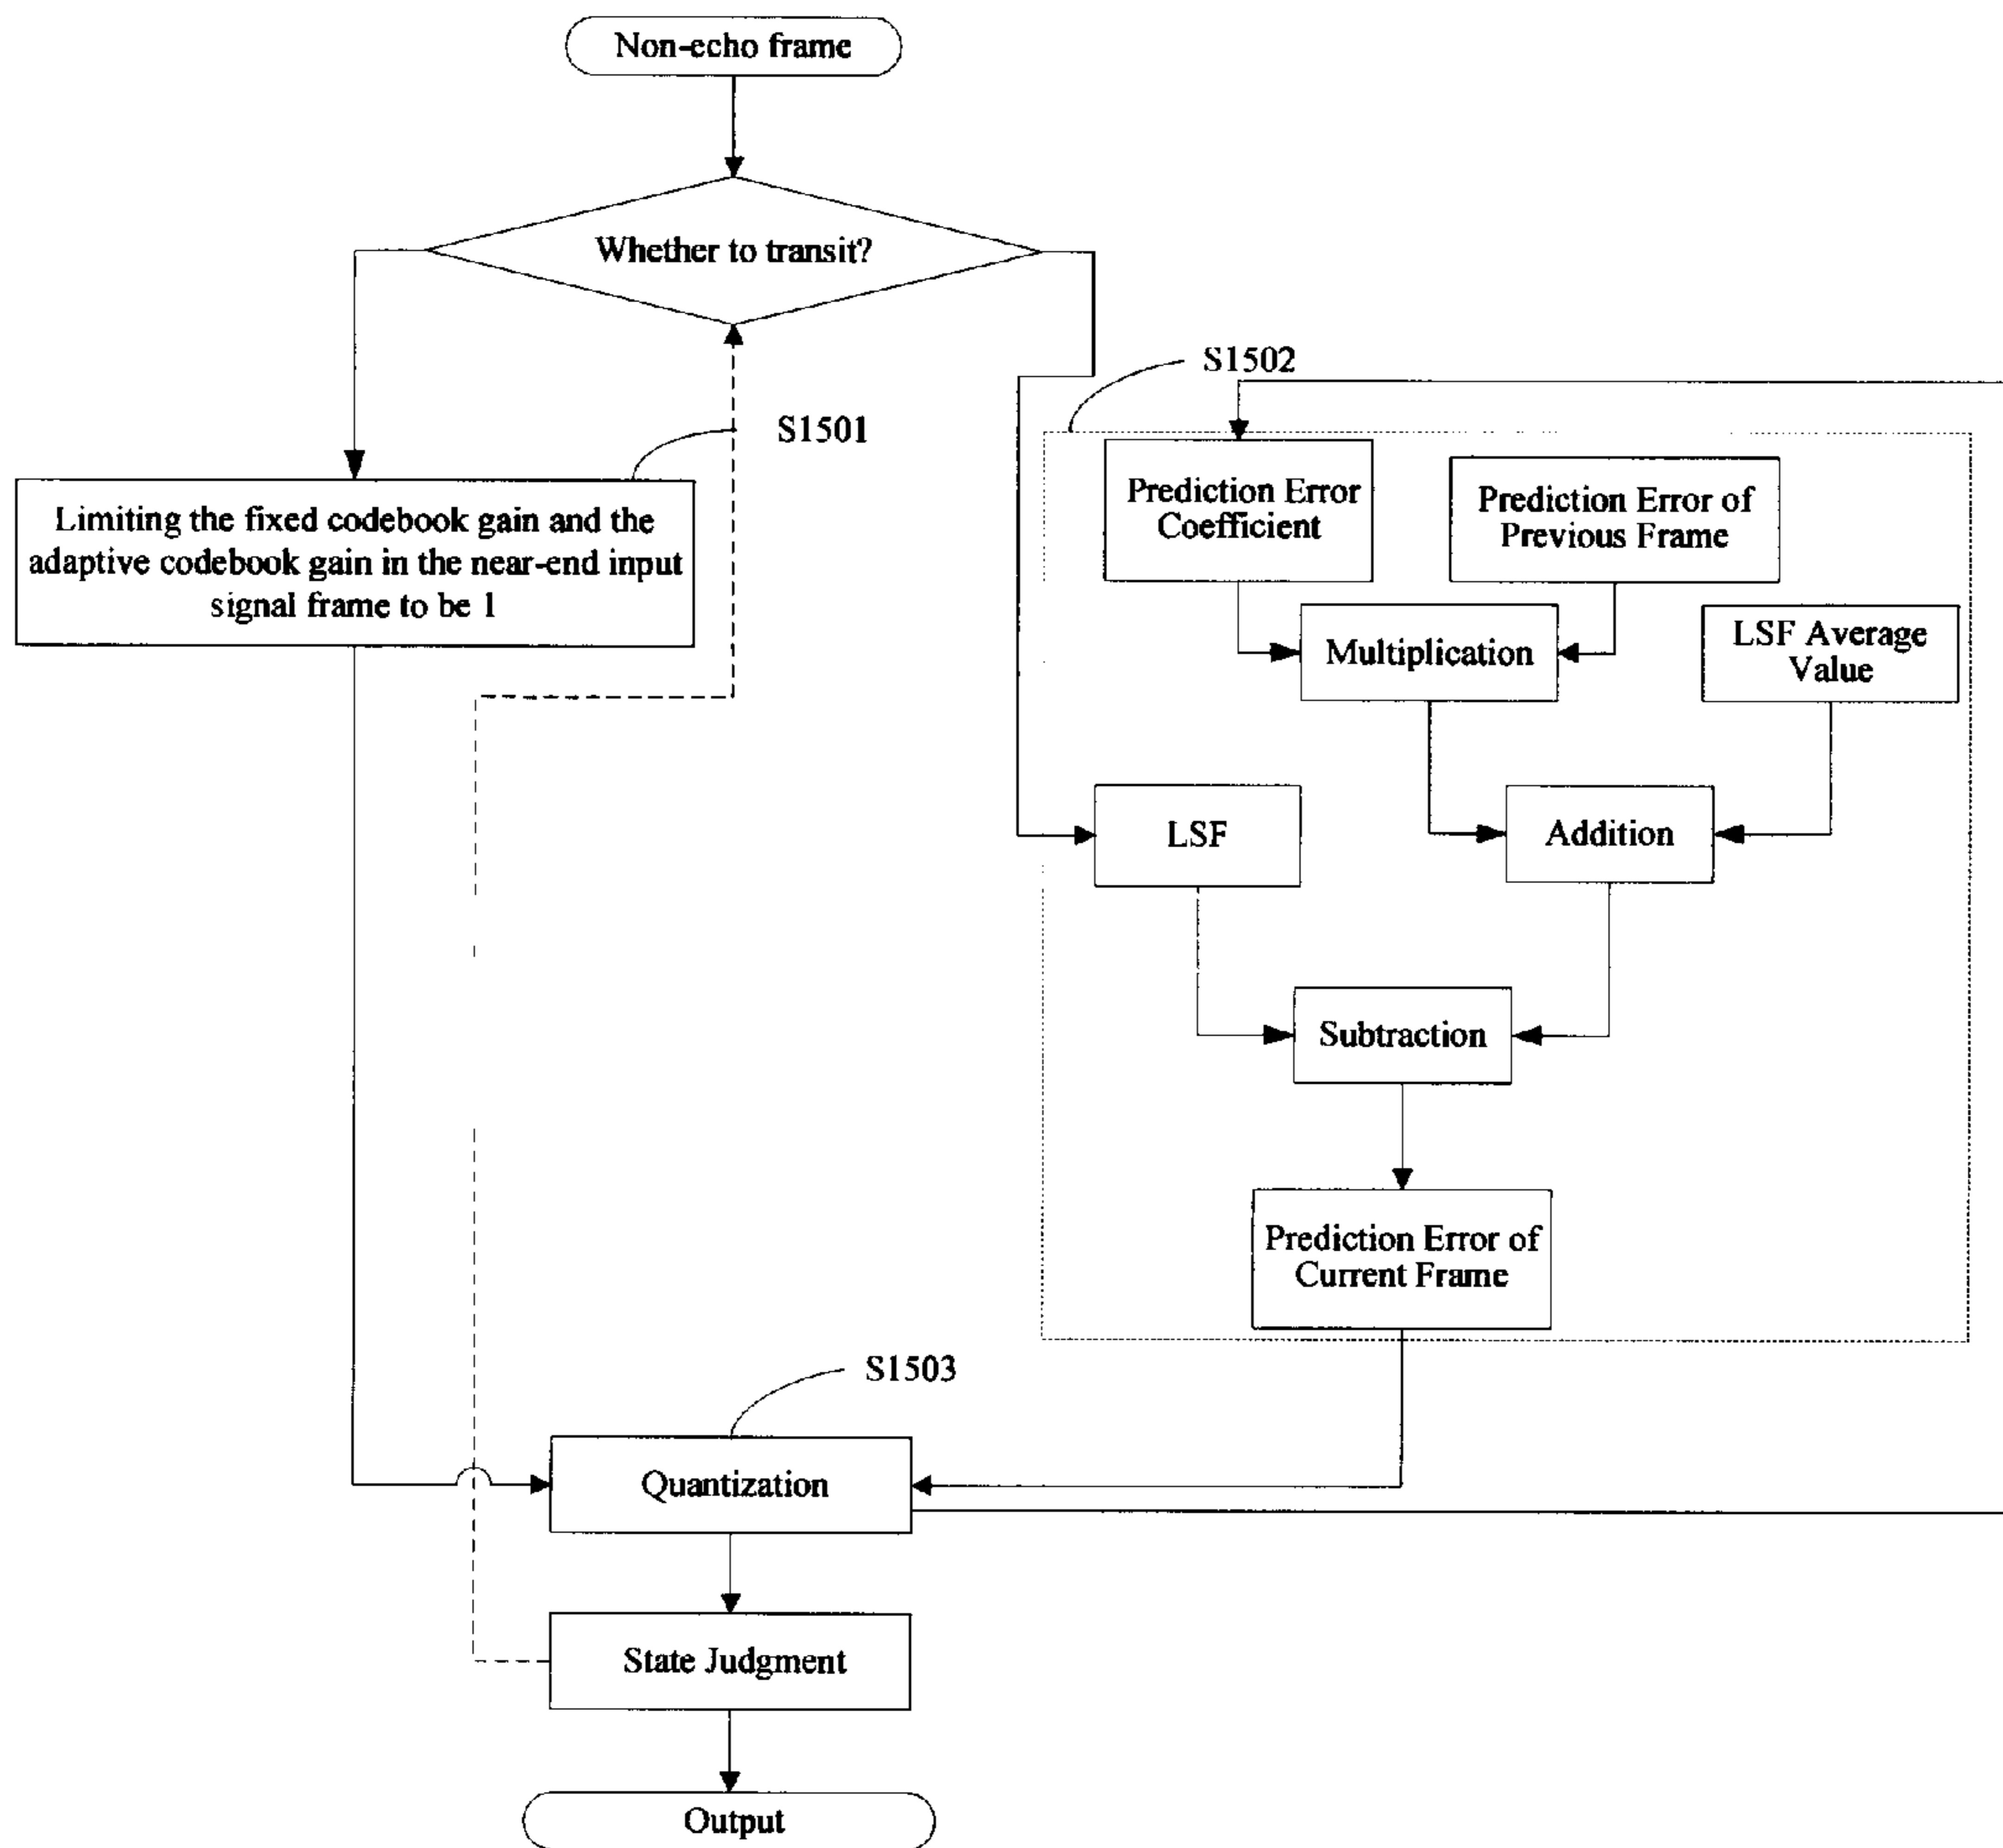 Non-echo frame
Whether to transit?
S1502
S1501
Limiting the fixed codebook gain and the
adaptive codebook gain in the near-end input
signal frame to be 1
Prediction Error
Coefficient
Prediction Error of
Previous Frame
Multiplication
LSF Average
Value
LSF
Addition
Subtraction
Prediction Error of
Current Frame
S1503
Quantization
State Judgment
Output